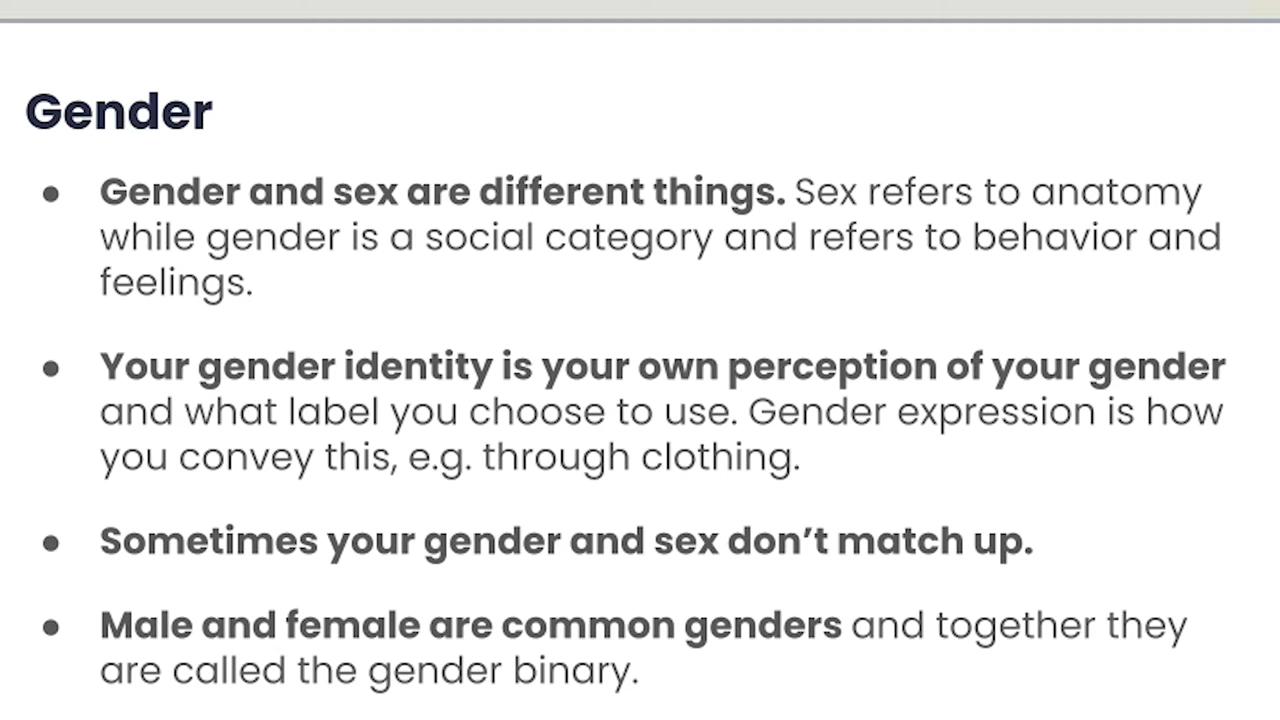 Gender
● Gender and sex are different things. Sex refers to anatomy
while gender is a social category and refers to behavior and
feelings.
● Your gender identity is your own perception of your gender
and what label you choose to use. Gender expression is how
you convey this, e.g. through clothing.
● Sometimes your gender and sex don’t match up.
● Male and female are common genders and together they
are called the gender binary.